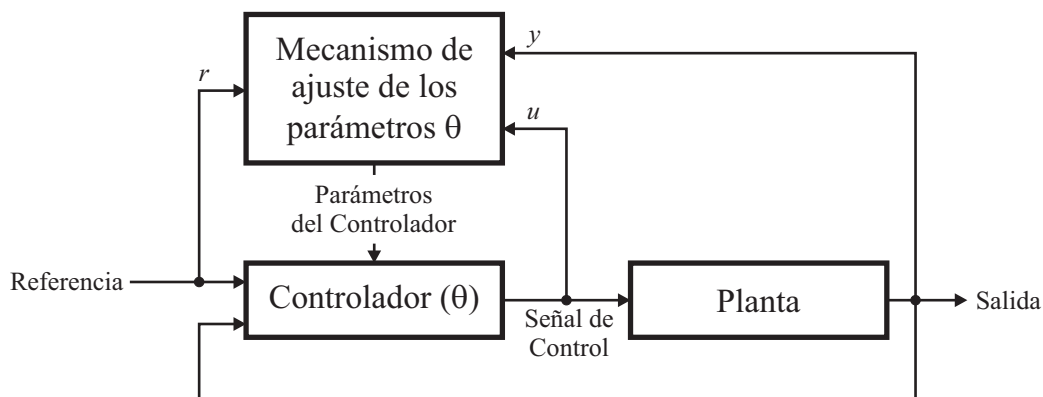 Mecanismo de
ajuste de los
parámetros θ
y
r
u
Parámetros
del Controlador
Referencia
Controlador (θ)
Señal de
Control
Planta
Salida